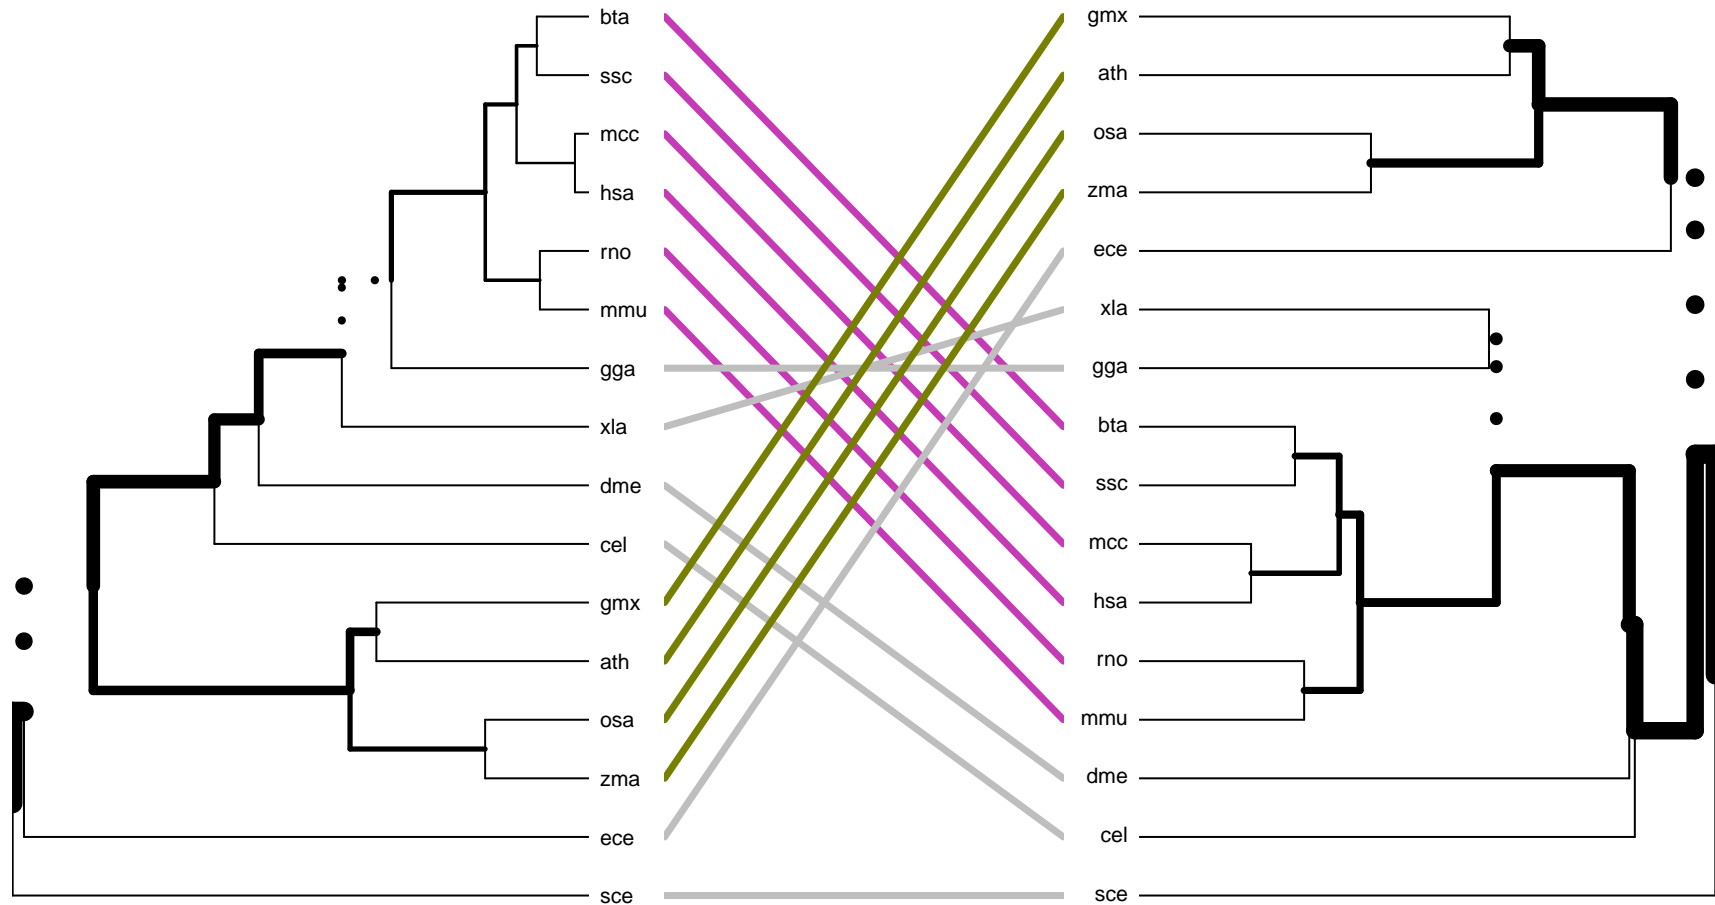 bta
ssc
mcc
hsa
rno
mmu
gga
xla
dme
cel
gmx
ath
osa
zma
ece
sce
gmx
ath
osa
zma
ece
xla
gga
bta
ssc
mcc
hsa
rno
mmu
dme
cel
sce